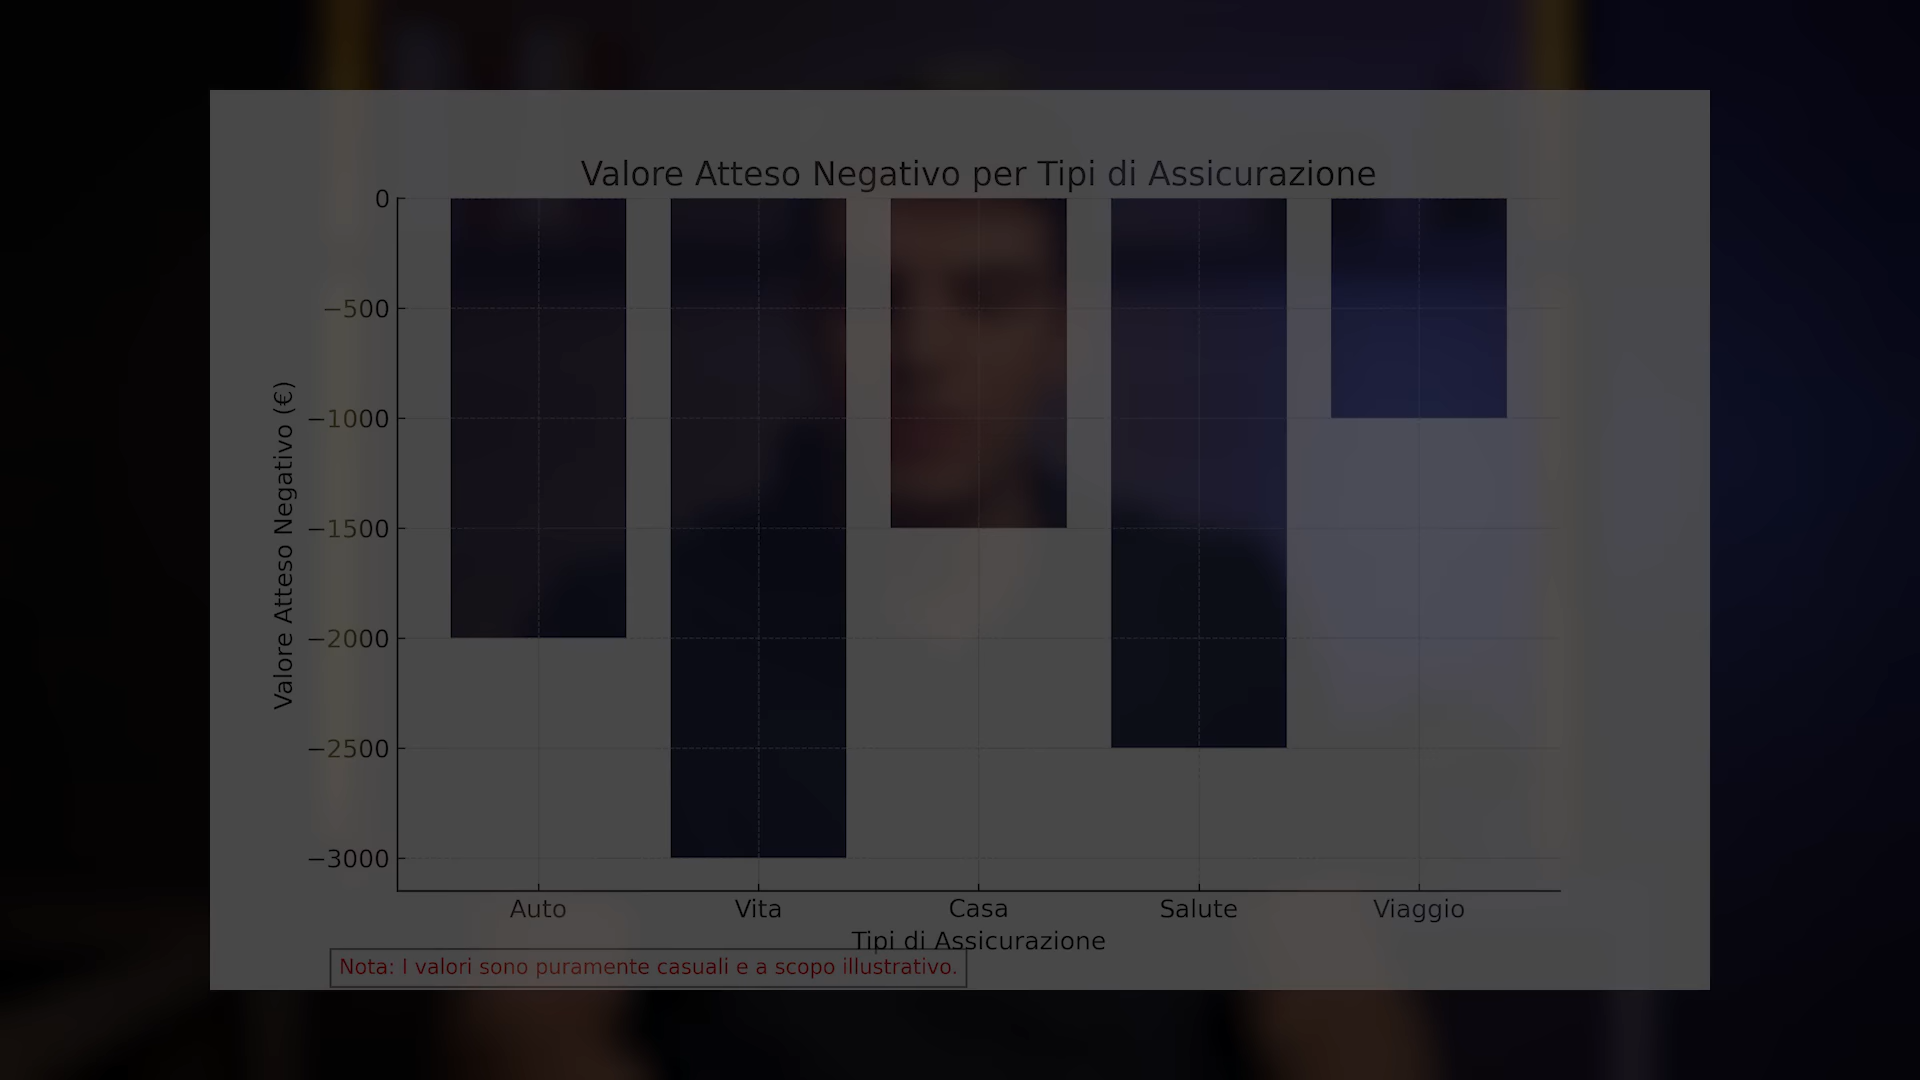 Valore Atteso Negativo per Tipi di Assicurazione
0
−500
−1000
−1500
−2000
−2500
−3000
Valore Atteso Negativo (€)
Auto
Vita
Casa
Salute
Viaggio
Tipi di Assicurazione
Nota: I valori sono puramente casuali e a scopo illustrativo.